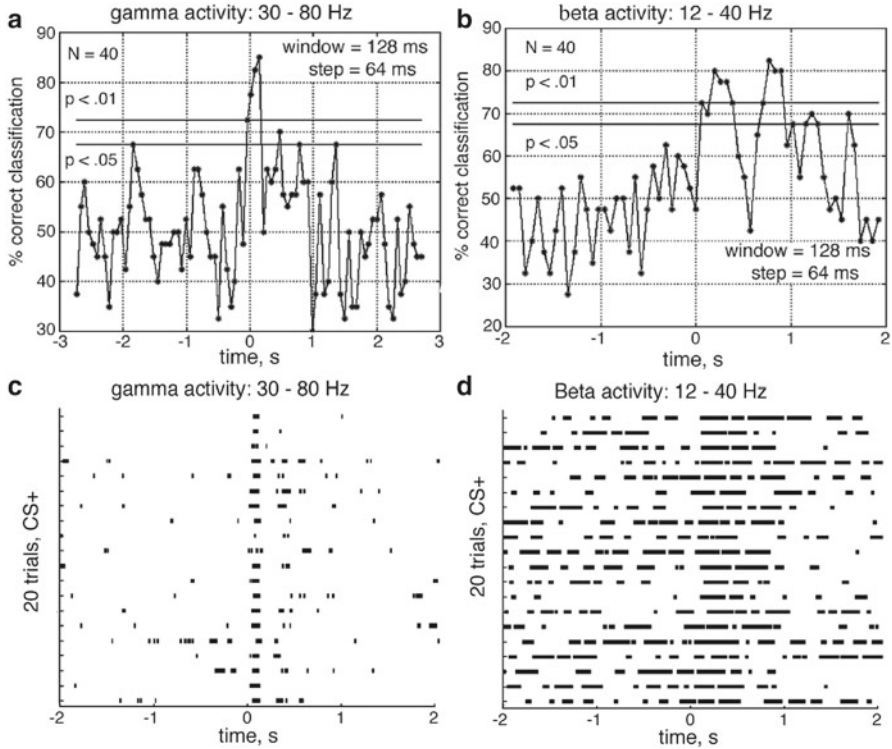 a
gamma activity: 30 - 80 Hz
90
80
70
60
50
40
30
% correct classification
N = 40
window = 128 ms
step = 64 ms
p < .01
p < .05
-3 -2 -1 0 1 2 3
time, s
b
beta activity: 12 - 40 Hz
90
80
70
60
50
40
30
20
% correct classification
N = 40
p < .01
p < .05
window = 128 ms
step = 64 ms
-2 -1 0 1 2
time, s
c
gamma activity: 30 - 80 Hz
20 trials, CS+
-2 -1 0 1 2
time, s
d
Beta activity: 12 - 40 Hz
20 trials, CS+
-2 -1 0 1 2
time, s